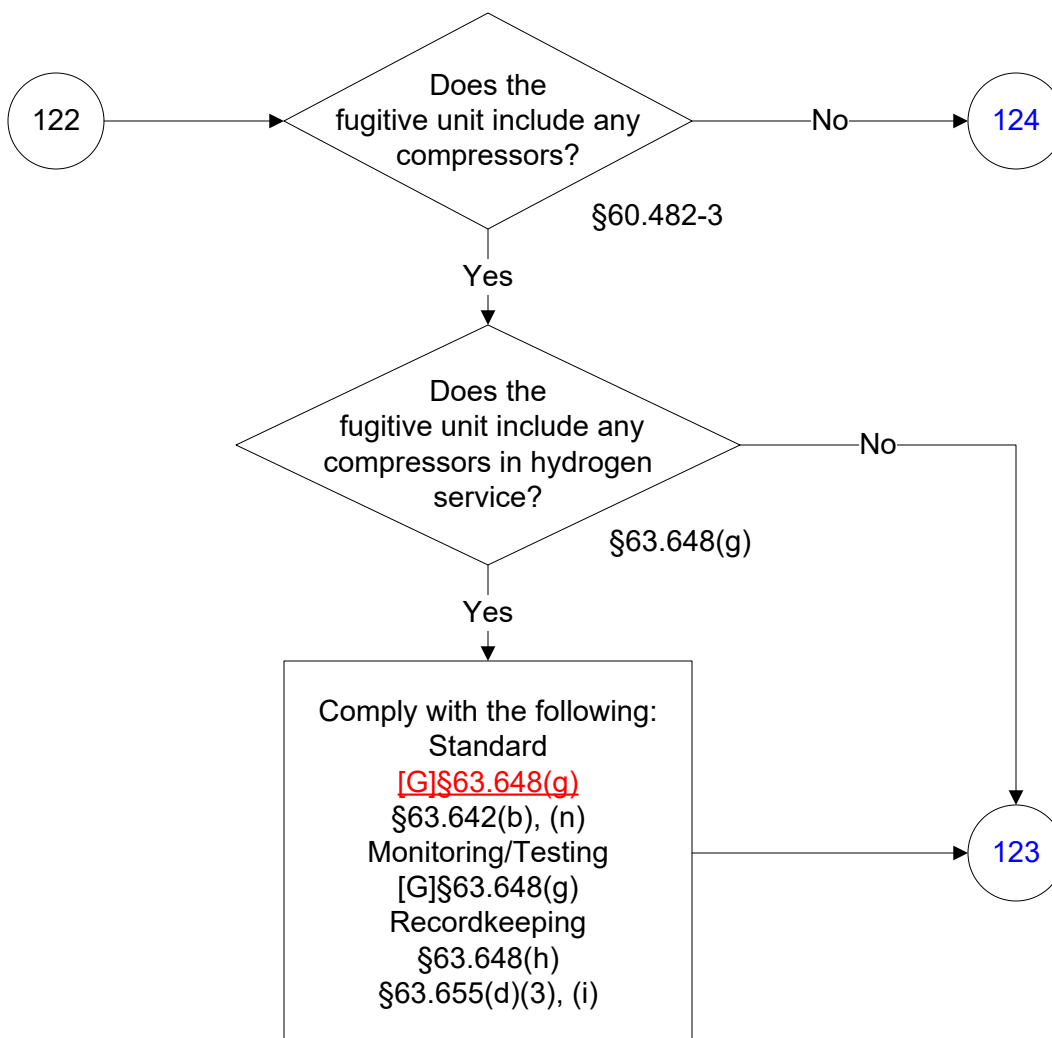 122
Does the
fugitive unit include any
compressors?
No
124
§60.482-3
Yes
Does the
fugitive unit include any
compressors in hydrogen
service?
No
§63.648(g)
Yes
Comply with the following:
Standard
[G]§63.648(g)
§63.642(b), (n)
Monitoring/Testing
[G]§63.648(g)
Recordkeeping
§63.648(h)
§63.655(d)(3), (i)
123